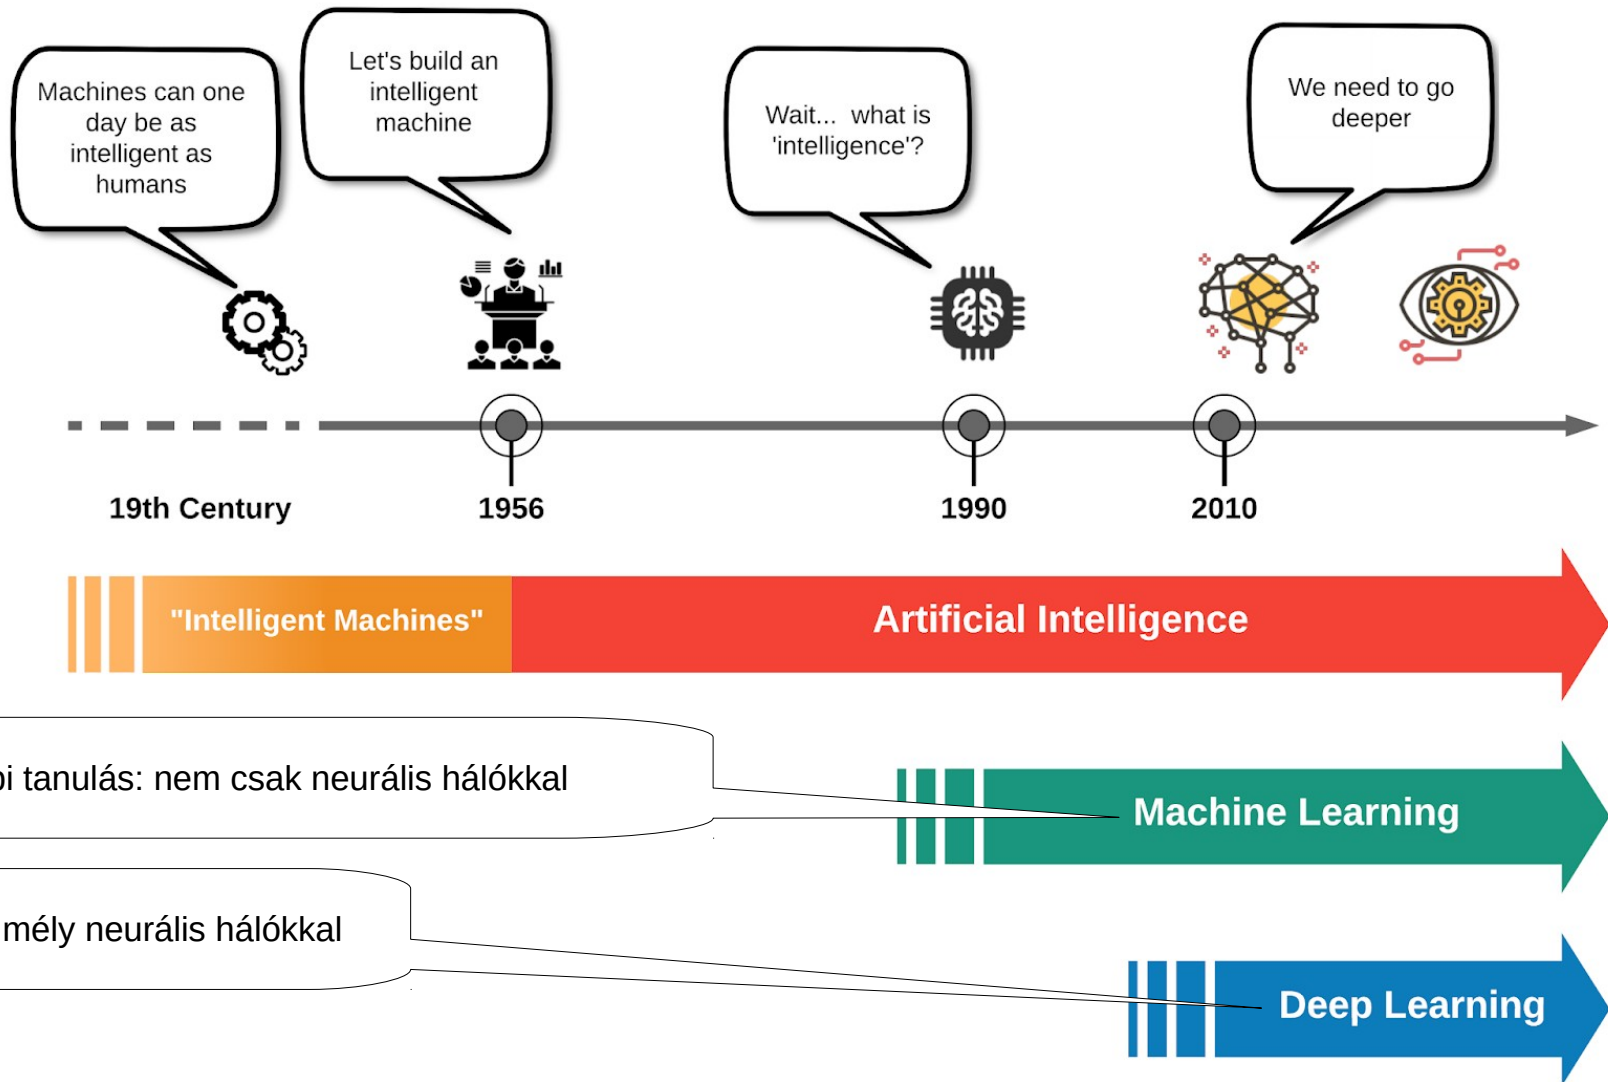 Machines can one
day be as
intelligent as
humans
Let's build an
intelligent
machine
Wait... what is
'intelligence'?
We need to go
deeper
19th Century
1956
1990
2010
"Intelligent Machines"
Artificial Intelligence
tanulás: nem csak neurális hálókkal
Machine Learning
mély neurális hálókkal
Deep Learning